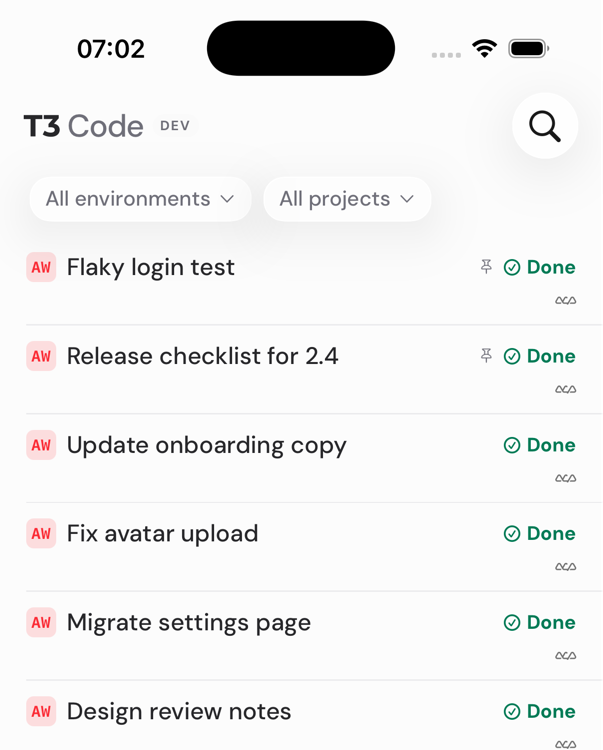 07:02
T3 Code DEV
All environments All projects
AW Flaky login test Done
AW Release checklist for 2.4 Done
AW Update onboarding copy Done
AW Fix avatar upload Done
AW Migrate settings page Done
AW Design review notes Done